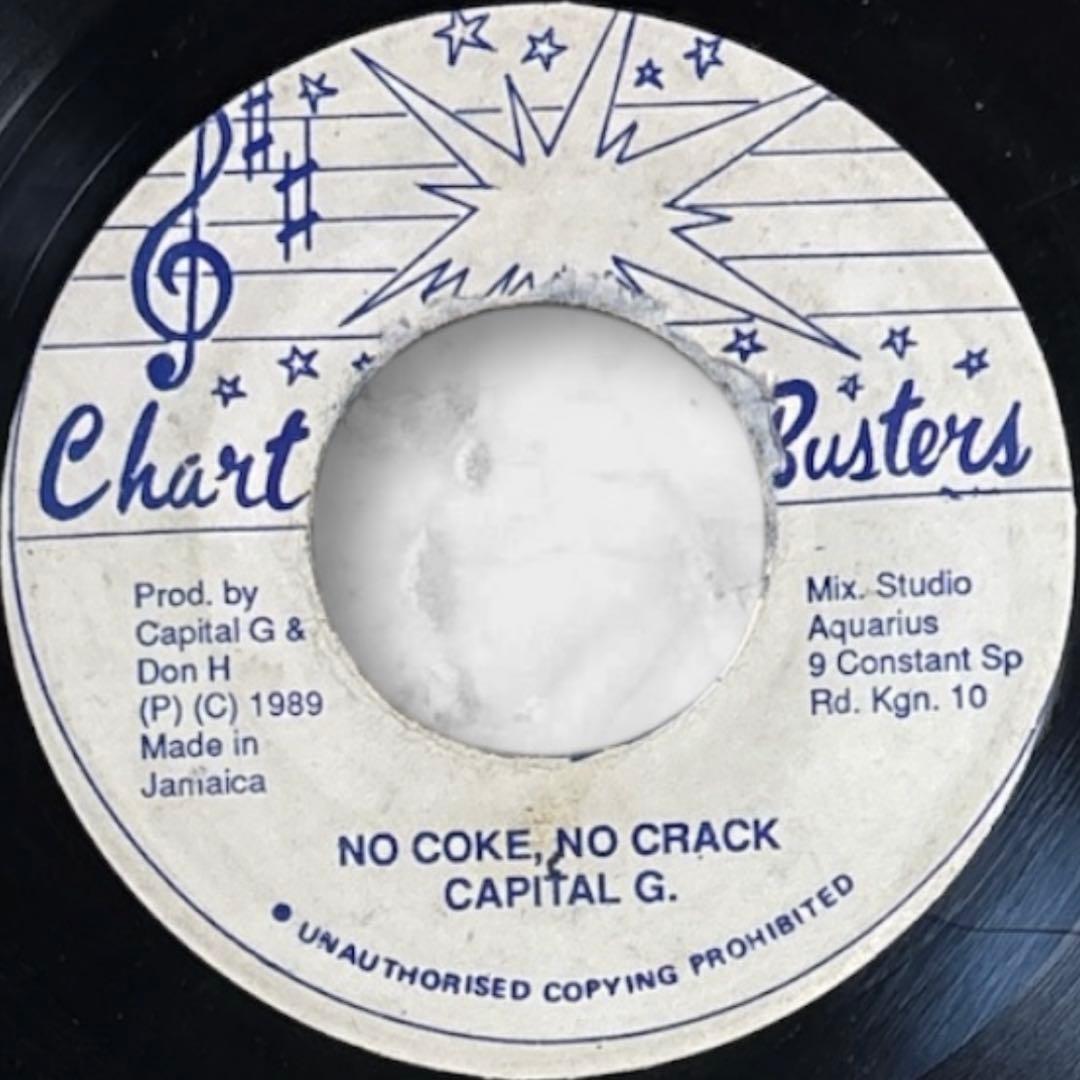 Chart Busters
Prod. by
Capital G &
Don H
(P) (C) 1989
Made in
Jamaica
Mix. Studio
Aquarius
9 Constant Sp
Rd. Kgn. 10
NO COKE, NO CRACK
CAPITAL G.
UNAUTHORISED COPYING PROHIBITED